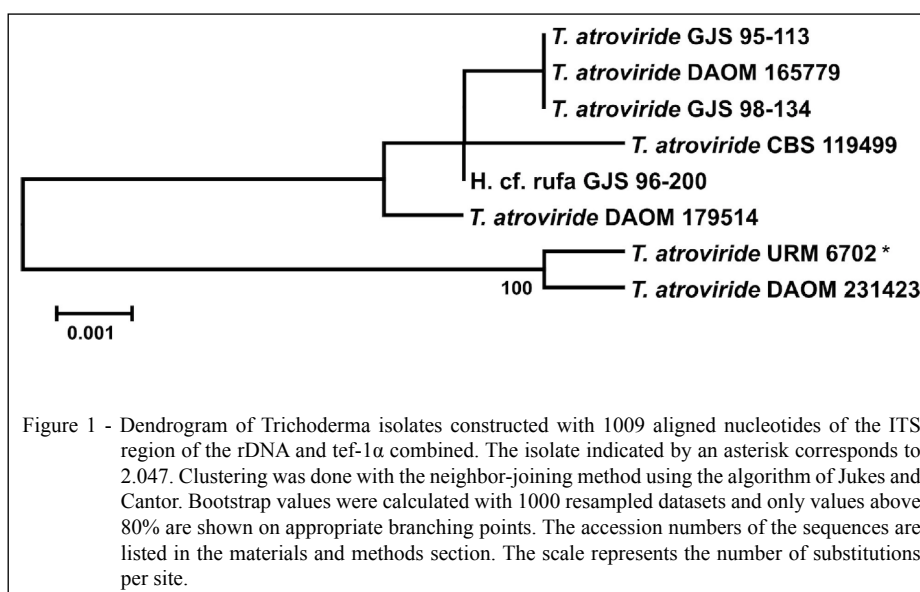 T. atroviride GJS 95-113
T. atroviride DAOM 165779
T. atroviride GJS 98-134
T. atroviride CBS 119499
H. cf. rufa GJS 96-200
T. atroviride DAOM 179514
T. atroviride URM 6702 *
100
T. atroviride DAOM 231423
0.001
Figure 1 - Dendrogram of Trichoderma isolates constructed with 1009 aligned nucleotides of the ITS
region of the rDNA and tef-1α combined. The isolate indicated by an asterisk corresponds to
2.047. Clustering was done with the neighbor-joining method using the algorithm of Jukes and
Cantor. Bootstrap values were calculated with 1000 resampled datasets and only values above
80% are shown on appropriate branching points. The accession numbers of the sequences are
listed in the materials and methods section. The scale represents the number of substitutions
per site.